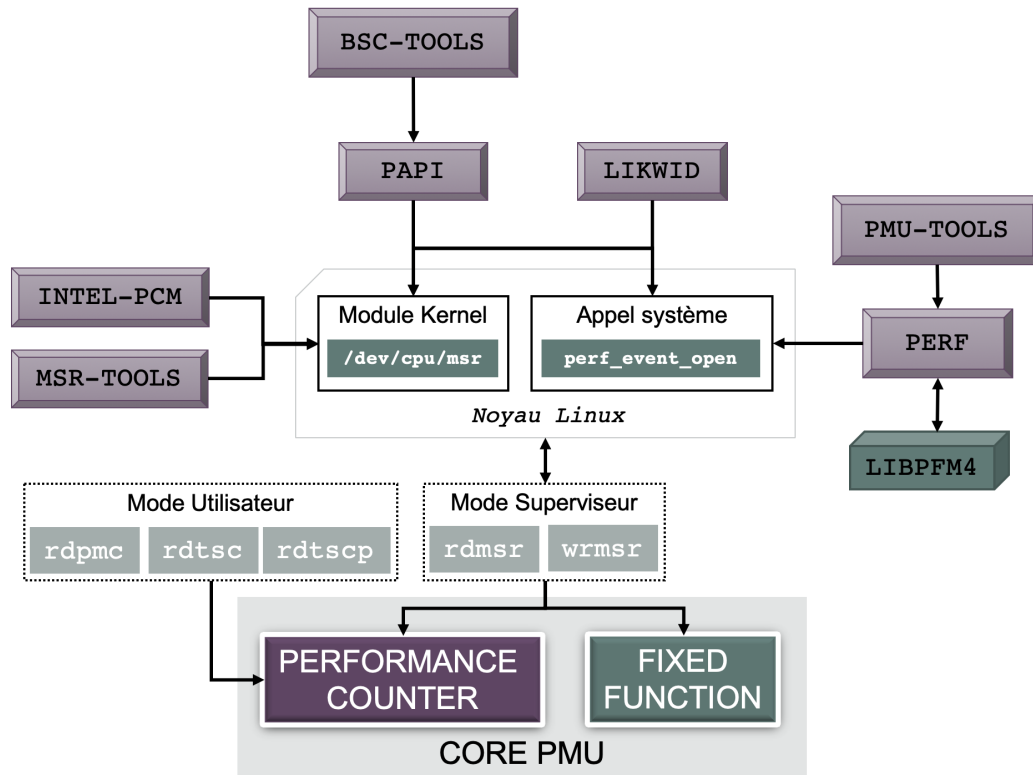 BSC-TOOLS
PAPI
LIKWID
PMU-TOOLS
INTEL-PCM
MSR-TOOLS
Module Kernel
/dev/cpu/msr
Appel système
perf_event_open
PERF
Noyau Linux
LIBPFM4
Mode Utilisateur
rdpmc
rdtsc
rdtscp
Mode Superviseur
rdmsr
wrmsr
PERFORMANCE
COUNTER
FIXED
FUNCTION
CORE PMU